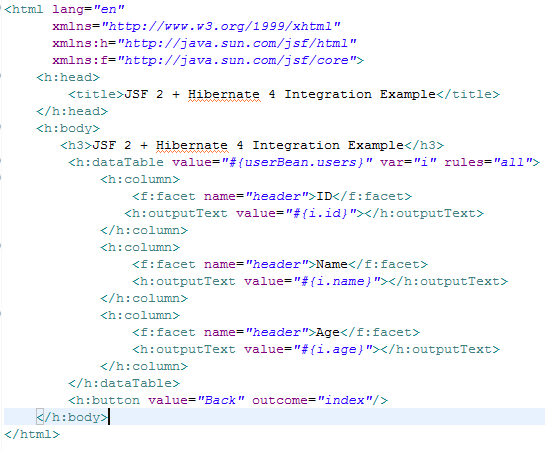 <html lang="en"
xmlns="http://www.w3.org/1999/xhtml"
xmlns:h="http://java.sun.com/jsf/html"
xmlns:f="http://java.sun.com/jsf/core">
<h:head>
<title>JSF 2 + Hibernate 4 Integration Example</title>
</h:head>
<h:body>
<h3>JSF 2 + Hibernate 4 Integration Example</h3>
<h:dataTable value="#{userBean.users}" var="i" rules="all">
<h:column>
<f:facet name="header">ID</f:facet>
<h:outputText value="#{i.id}"></h:outputText>
</h:column>
<h:column>
<f:facet name="header">Name</f:facet>
<h:outputText value="#{i.name}"></h:outputText>
</h:column>
<h:column>
<f:facet name="header">Age</f:facet>
<h:outputText value="#{i.age}"></h:outputText>
</h:column>
</h:dataTable>
<h:button value="Back" outcome="index"/>
</h:body>
</html>